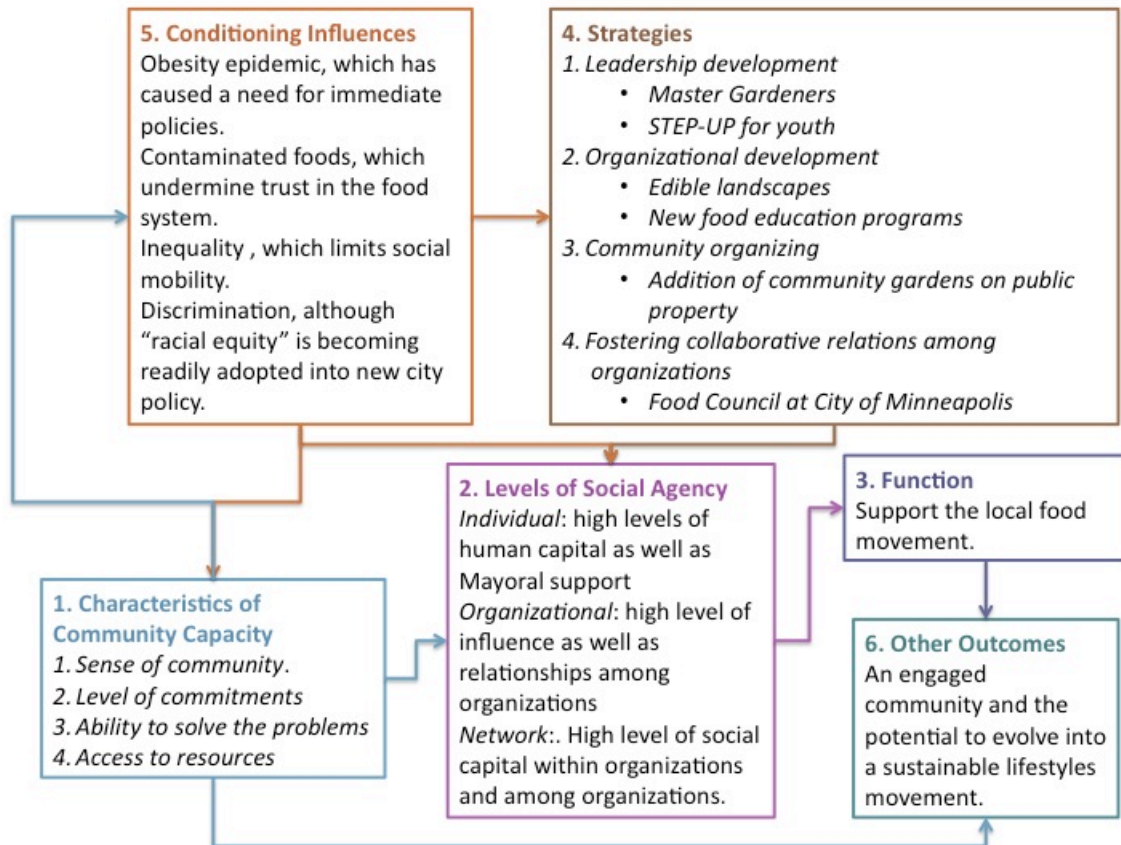 5. Conditioning Influences
Obesity epidemic, which has
caused a need for immediate
policies.
Contaminated foods, which
undermine trust in the food
system.
Inequality , which limits social
mobility.
Discrimination, although
“racial equity” is becoming
readily adopted into new city
policy.
4. Strategies
1. Leadership development
• Master Gardeners
• STEP-UP for youth
2. Organizational development
• Edible landscapes
• New food education programs
3. Community organizing
• Addition of community gardens on public
property
4. Fostering collaborative relations among
organizations
• Food Council at City of Minneapolis
1. Characteristics of
Community Capacity
1. Sense of community.
2. Level of commitments
3. Ability to solve the problems
4. Access to resources
2. Levels of Social Agency
Individual: high levels of
human capital as well as
Mayoral support
Organizational: high level of
influence as well as
relationships among
organizations
Network:. High level of social
capital within organizations
and among organizations.
3. Function
Support the local food
movement.
6. Other Outcomes
An engaged
community and the
potential to evolve into
a sustainable lifestyles
movement.